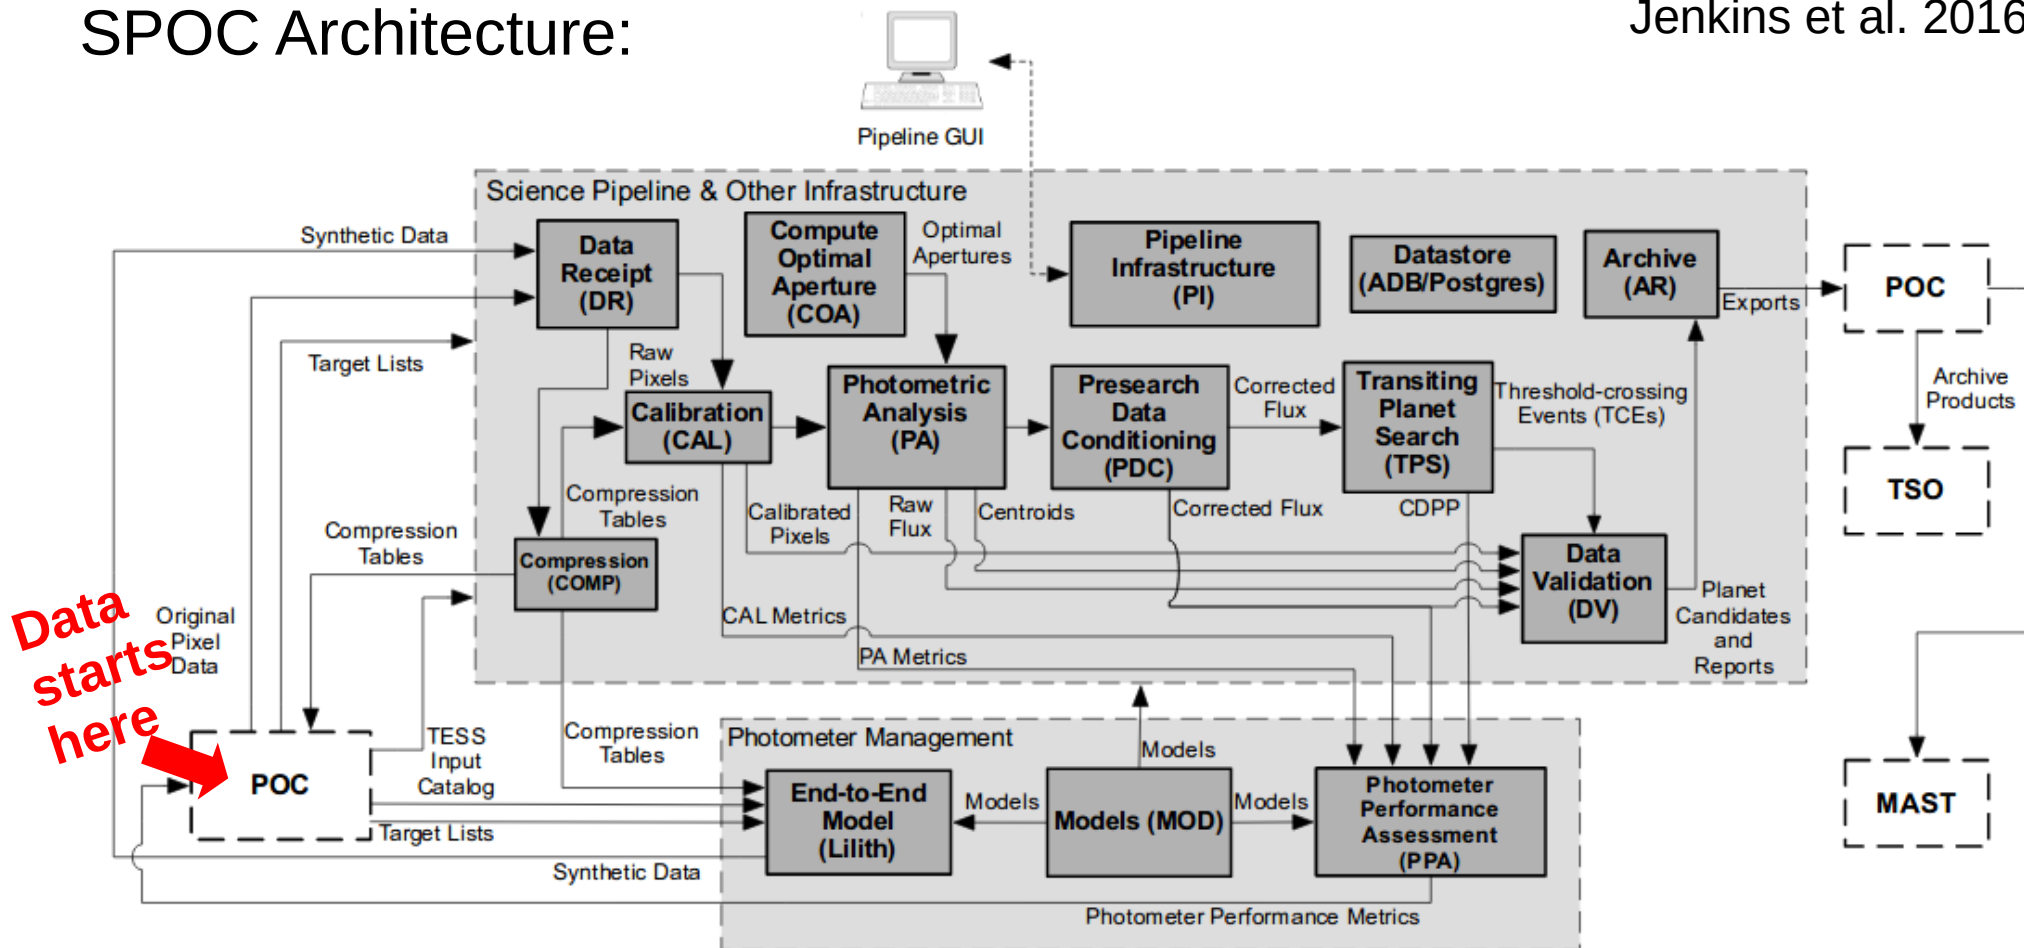 SPOC Architecture:
Jenkins et al. 2016
Pipeline GUI
Science Pipeline & Other Infrastructure
Synthetic Data
Data
Receipt
(DR)
Compute
Optimal
Aperture
(COA)
Optimal
Apertures
Pipeline
Infrastructure
(PI)
Datastore
(ADB/Postgres)
Archive
(AR)
Exports
POC
Target Lists
Raw
Pixels
Calibration
(CAL)
Photometric
Analysis
(PA)
Presearch
Data
Conditioning
(PDC)
Corrected
Flux
Transiting
Planet
Search
(TPS)
Threshold-crossing
Events (TCEs)
Archive
Products
TSO
Compression
Tables
Compression
Tables
Calibrated
Pixels
Raw
Flux
Centroids
Corrected Flux
CDPP
Compression
(COMP)
Data
Validation
(DV)
Data
starts
here
Original
Pixel
Data
CAL Metrics
PA Metrics
Planet
Candidates
and
Reports
POC
TESS
Input
Catalog
Target Lists
Compression
Tables
Photometer Management
Models
End-to-End
Model
(Lilith)
Models
Models (MOD)
Models
Photometer
Performance
Assessment
(PPA)
MAST
Synthetic Data
Photometer Performance Metrics